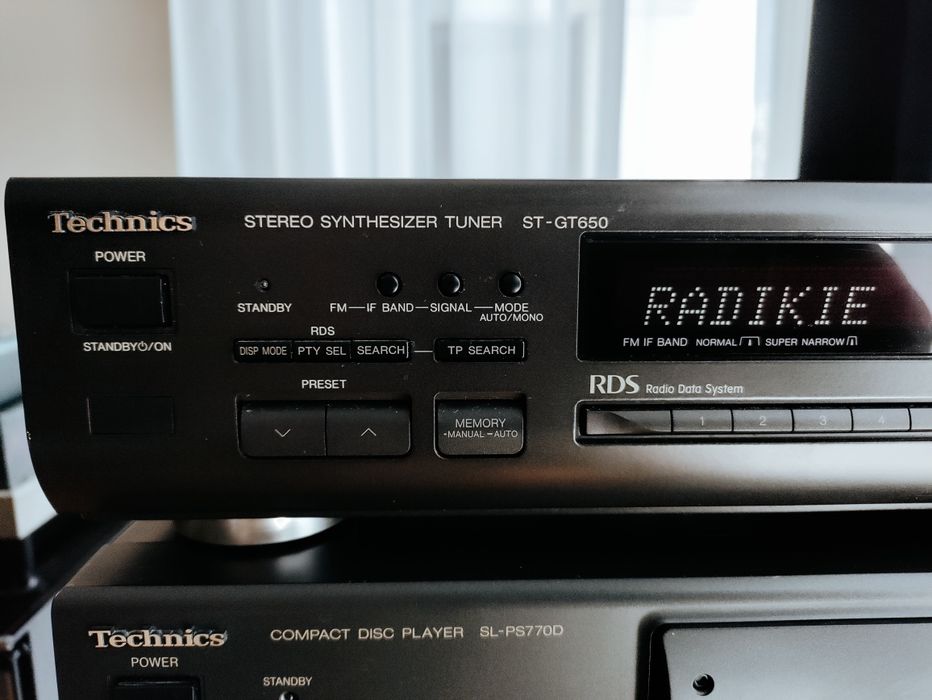 Technics
STEREO SYNTHESIZER TUNER ST-GT650
POWER
STANDBY⏻/ON
STANDBY
FM IF BAND SIGNAL MODE
AUTO/MONO
RDS
DISP MODE PTY SEL SEARCH TP SEARCH
PRESET
MEMORY
-MANUAL -AUTO
RADIKIE
FM IF BAND NORMAL SUPER NARROW
RDS Radio Data System
1 2 3 4
Technics
COMPACT DISC PLAYER SL-PS770D
POWER
STANDBY